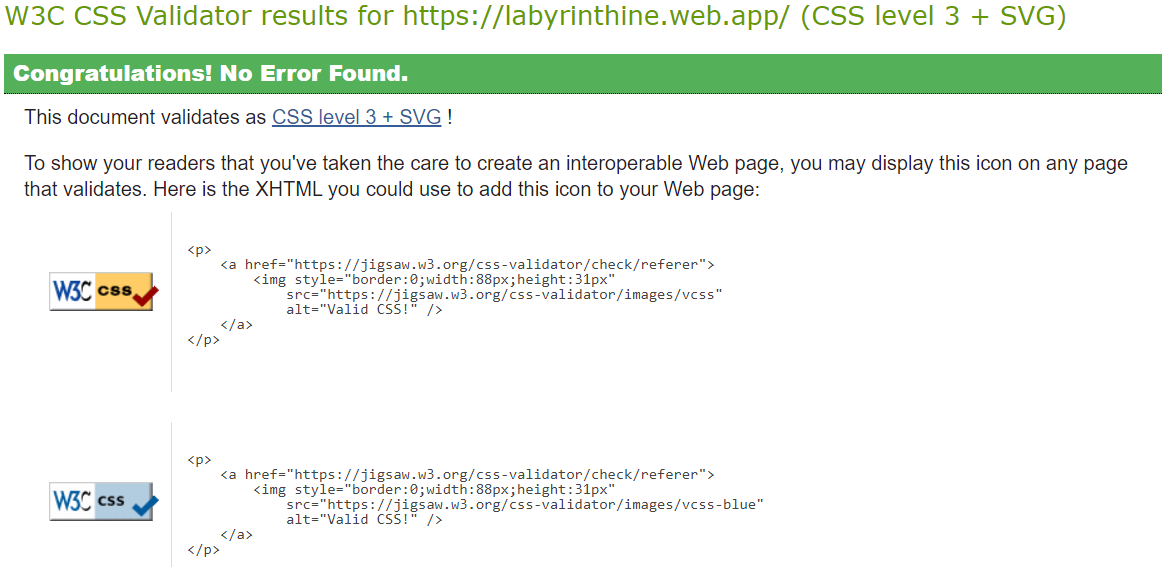 W3C CSS Validator results for https://labyrinthine.web.app/ (CSS level 3 + SVG)
Congratulations! No Error Found.
This document validates as CSS level 3 + SVG !
To show your readers that you've taken the care to create an interoperable Web page, you may display this icon on any page
that validates. Here is the XHTML you could use to add this icon to your Web page:
W3C css
<p>
    <a href="https://jigsaw.w3.org/css-validator/check/referer">
        <img style="border:0;width:88px;height:31px"
            src="https://jigsaw.w3.org/css-validator/images/vcss"
            alt="Valid CSS!" />
    </a>
</p>
W3C css
<p>
    <a href="https://jigsaw.w3.org/css-validator/check/referer">
        <img style="border:0;width:88px;height:31px"
            src="https://jigsaw.w3.org/css-validator/images/vcss-blue"
            alt="Valid CSS!" />
    </a>
</p>